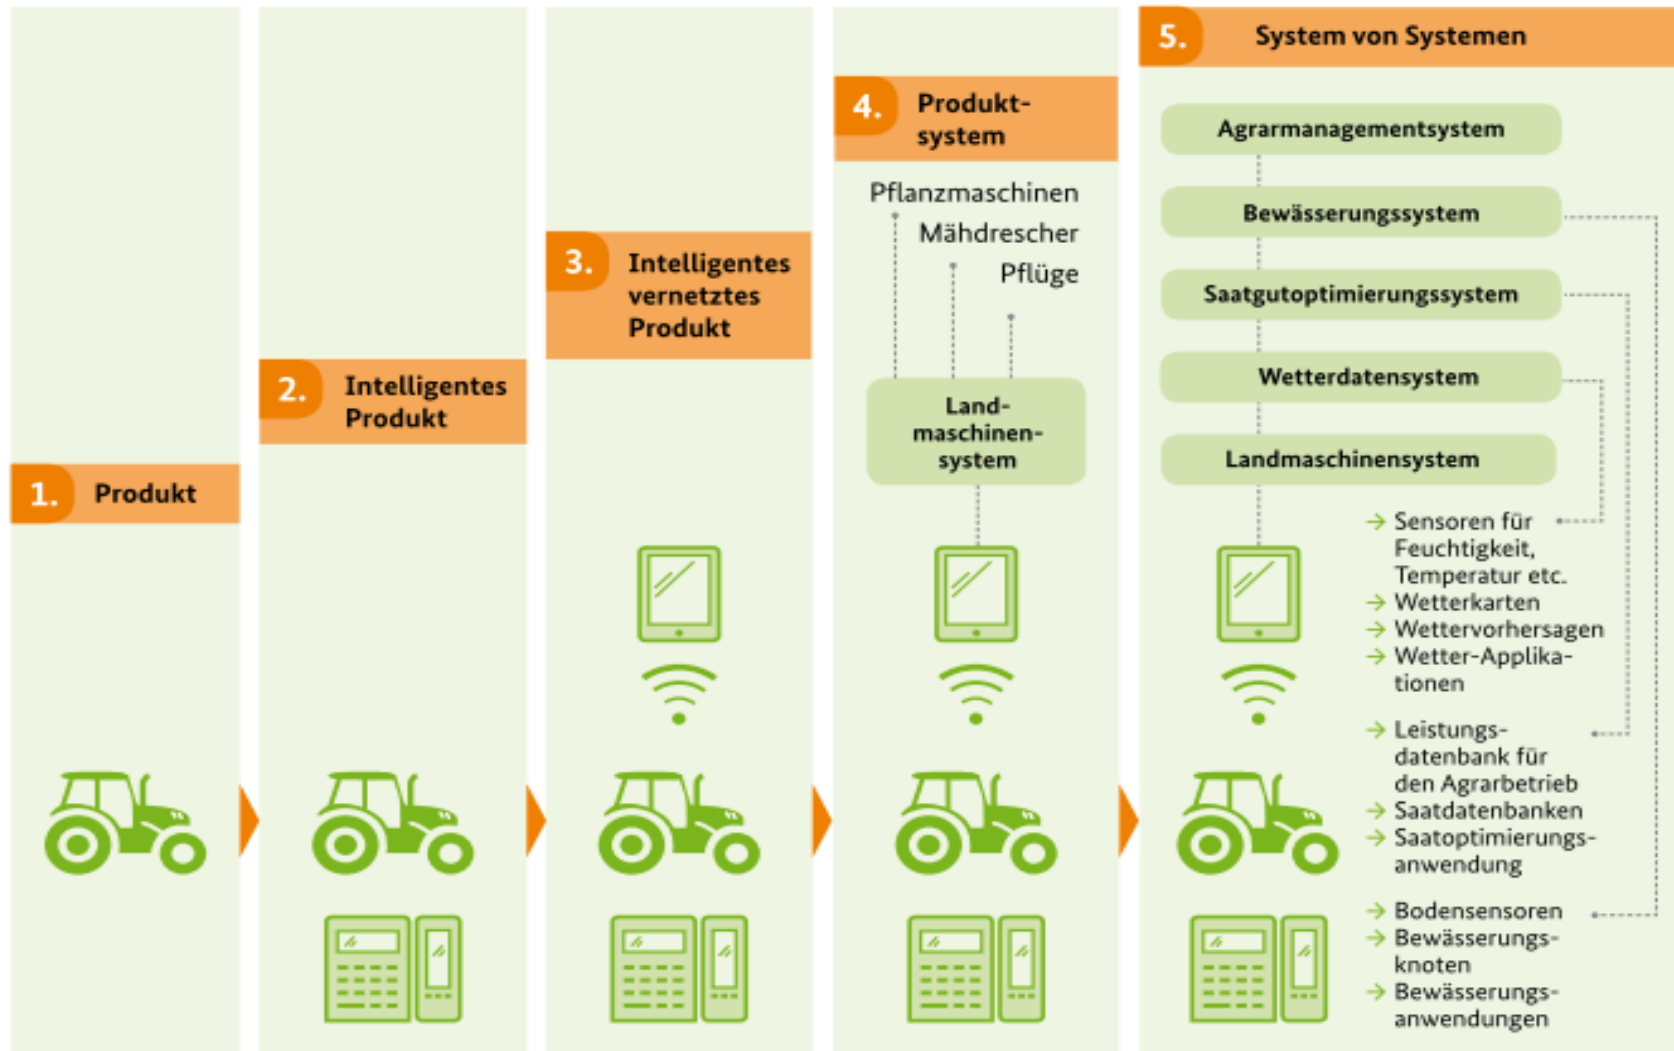 1. Produkt
2. Intelligentes
Produkt
3. Intelligentes
vernetztes
Produkt
4. Produkt-
system
Pflanzmaschinen
Mähdrescher
Pflüge
Land-
maschinen-
system
5. System von Systemen
Agrarmanagementsystem
Bewässerungssystem
Saatgutoptimierungssystem
Wetterdatensystem
Landmaschinensystem
→ Sensoren für
Feuchtigkeit,
Temperatur etc.
→ Wetterkarten
→ Wettervorhersagen
→ Wetter-Applika-
tionen
→ Leistungs-
datenbank für
den Agrarbetrieb
→ Saatdatenbanken
→ Saatoptimierungs-
anwendung
→ Bodensensoren
→ Bewässerungs-
knoten
→ Bewässerungs-
anwendungen